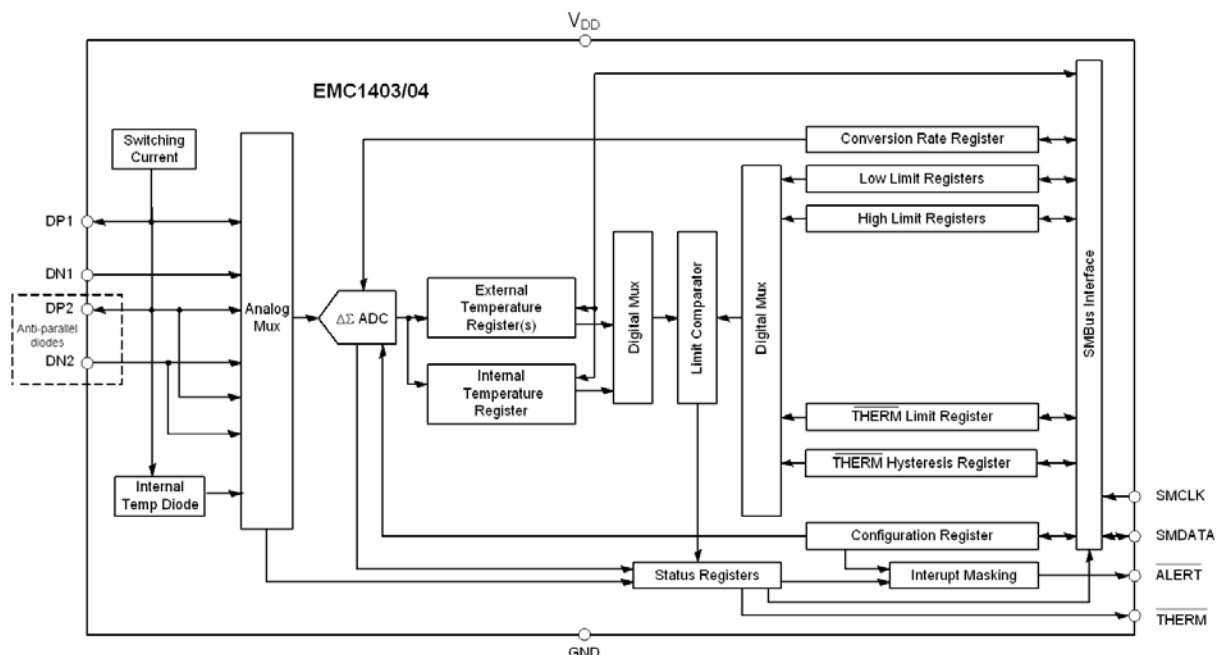 VDD
EMC1403/04
Switching
Current
Conversion Rate Register
Low Limit Registers
High Limit Registers
DP1
DN1
DP2
Anti-parallel
diodes
DN2
Analog
Mux
ΔΣ ADC
External
Temperature
Register(s)
Internal
Temperature
Register
Digital Mux
Limit Comparator
Digital Mux
SMBus Interface
THERM Limit Register
THERM Hysteresis Register
Internal
Temp Diode
Configuration Register
Status Registers
Interupt Masking
SMCLK
SMDATA
ALERT
THERM
GND